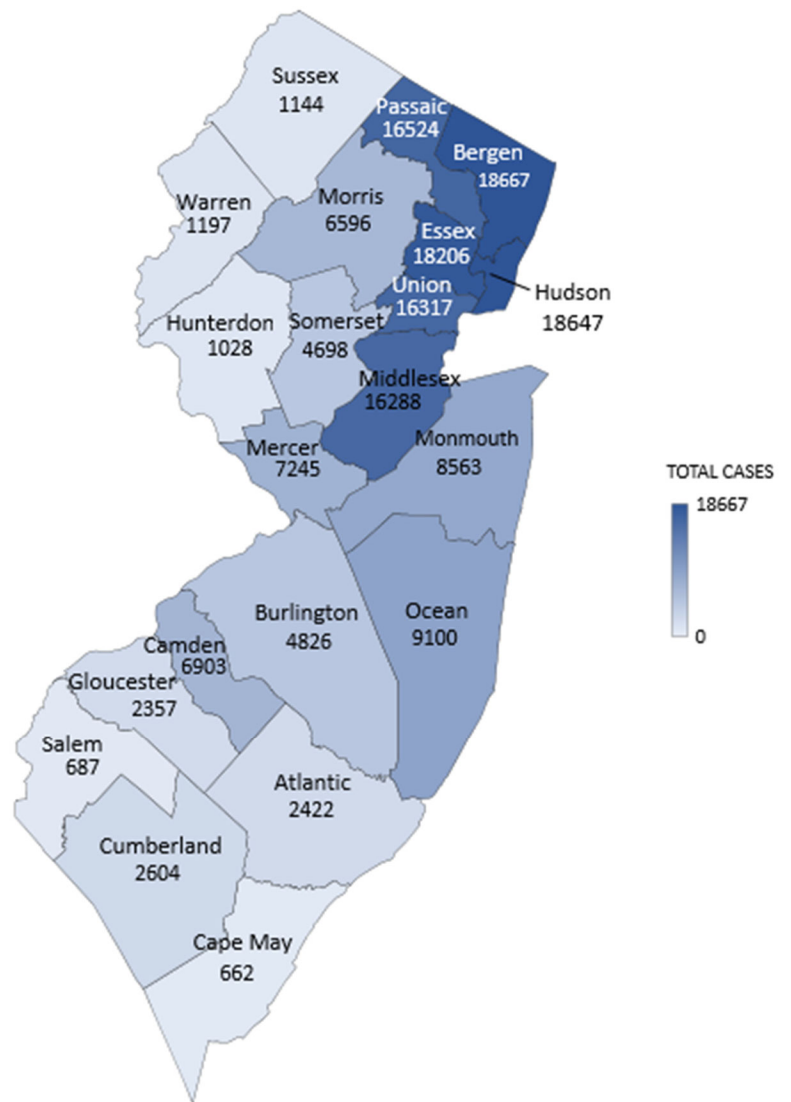 Sussex
1144
Passaic
16524
Bergen
18667
Warren
1197
Morris
6596
Essex
18206
Union
16317
Hudson
18647
Hunterdon
1028
Somerset
4698
Middlesex
16288
Mercer
7245
Monmouth
8563
TOTAL CASES
18667
0
Burlington
4826
Ocean
9100
Camden
6903
Gloucester
2357
Salem
687
Atlantic
2422
Cumberland
2604
Cape May
662